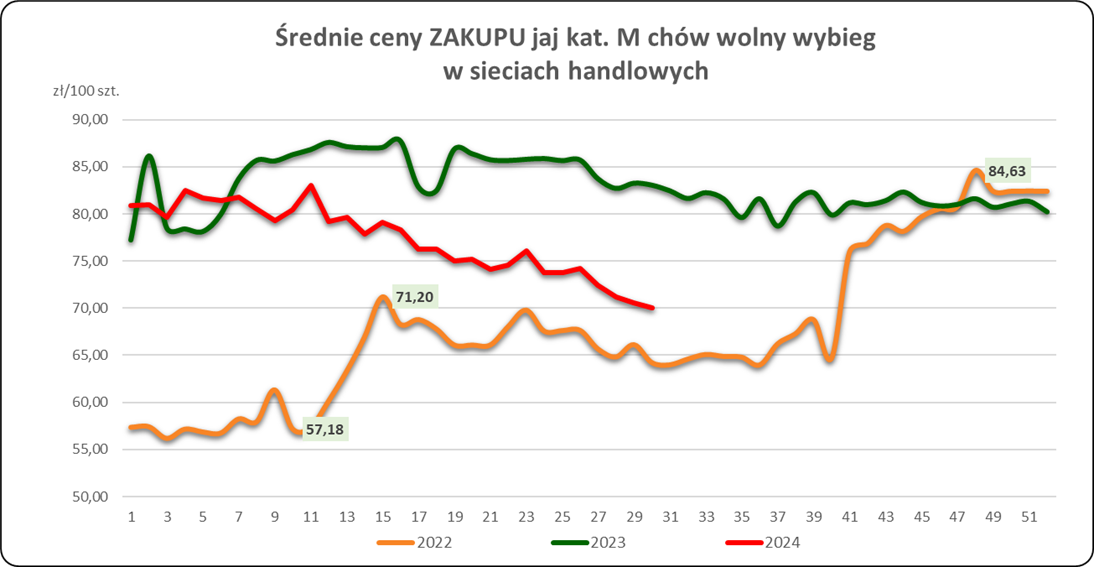 Średnie ceny ZAKUPU jaj kat. M chów wolny wybieg
w sieciach handlowych
zł/100 szt.
90,00
85,00
84,63
80,00
75,00
70,00
71,20
65,00
60,00
57,18
55,00
50,00
1 3 5 7 9 11 13 15 17 19 21 23 25 27 29 31 33 35 37 39 41 43 45 47 49 51
2022 2023 2024